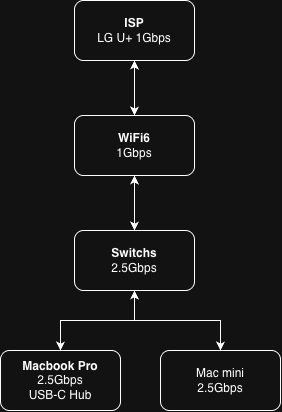 ISP
LG U+ 1Gbps
WiFi6
1Gbps
Switchs
2.5Gbps
Macbook Pro
2.5Gbps
USB-C Hub
Mac mini
2.5Gbps